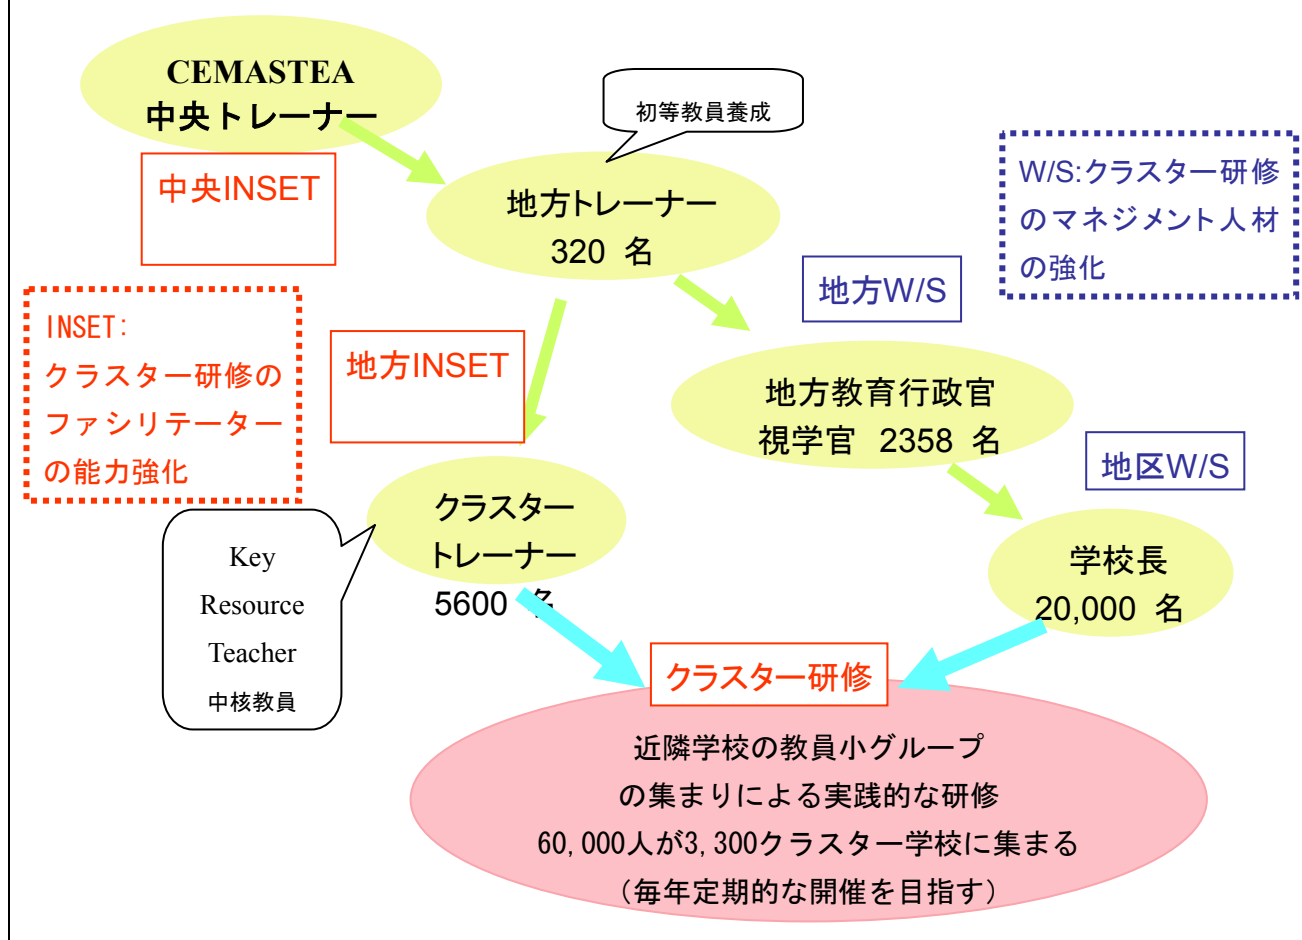 CEMASTEA
中央トレーナー
初等教員養成
中央INSET
地方トレーナー
320 名
W/S:クラスター研修
のマネジメント人材
の強化
地方W/S
INSET:
クラスター研修の
ファシリテーター
の能力強化
地方INSET
地方教育行政官
視学官 2358 名
地区W/S
クラスター
トレーナー
5600 名
Key
Resource
Teacher
中核教員
学校長
20,000 名
クラスター研修
近隣学校の教員小グループ
の集まりによる実践的な研修
60,000人が3,300クラスター学校に集まる
（毎年定期的な開催を目指す）